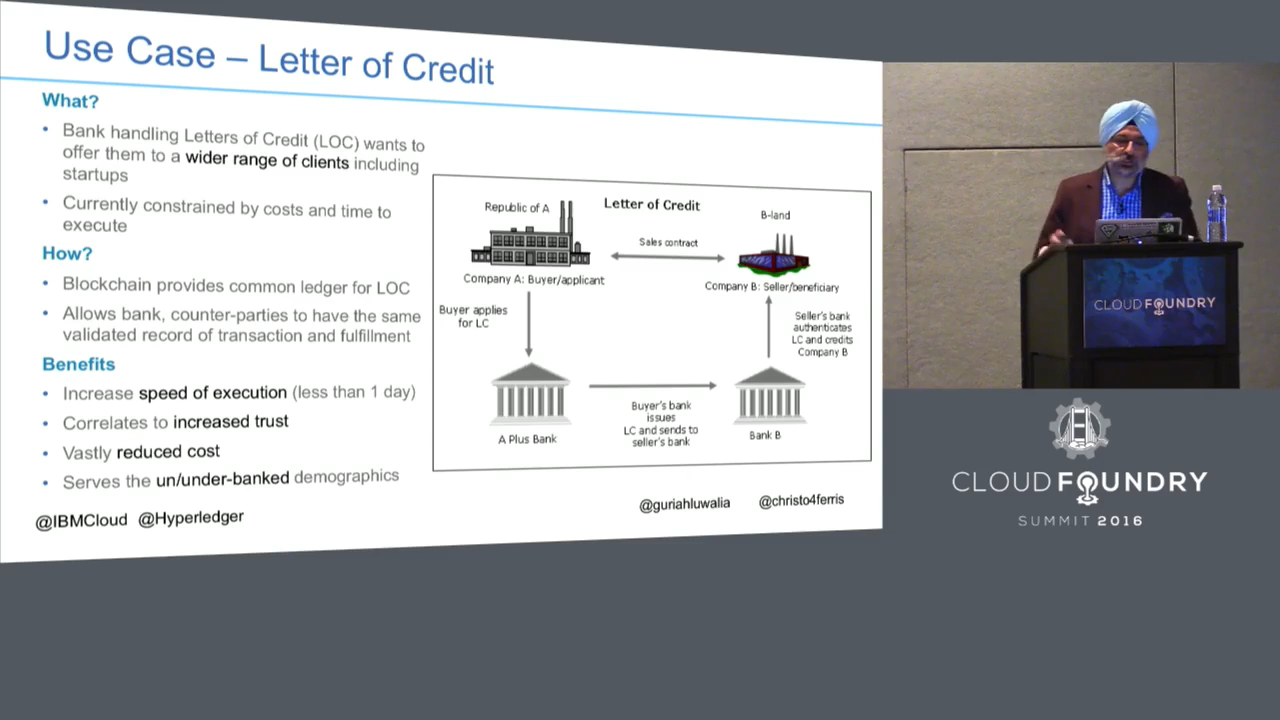 Use Case – Letter of Credit
What?
• Bank handling Letters of Credit (LOC) wants to
offer them to a wider range of clients including
startups
• Currently constrained by costs and time to
execute
How?
• Blockchain provides common ledger for LOC
• Allows bank, counter-parties to have the same
validated record of transaction and fulfillment
Benefits
• Increase speed of execution (less than 1 day)
• Correlates to increased trust
• Vastly reduced cost
• Serves the un/under-banked demographics
@IBMCloud @Hyperledger
Letter of Credit
Republic of A
B-land
Sales contract
Company A: Buyer/applicant
Company B: Seller/beneficiary
Buyer applies
for LC
Seller's bank
authenticates
LC and credits
Company B
Buyer's bank
issues
LC and sends to
seller's bank
A Plus Bank
Bank B
@guriahluwalia @christo4ferris
CLOUD FOUNDRY
CLOUD FOUNDRY
SUMMIT 2016